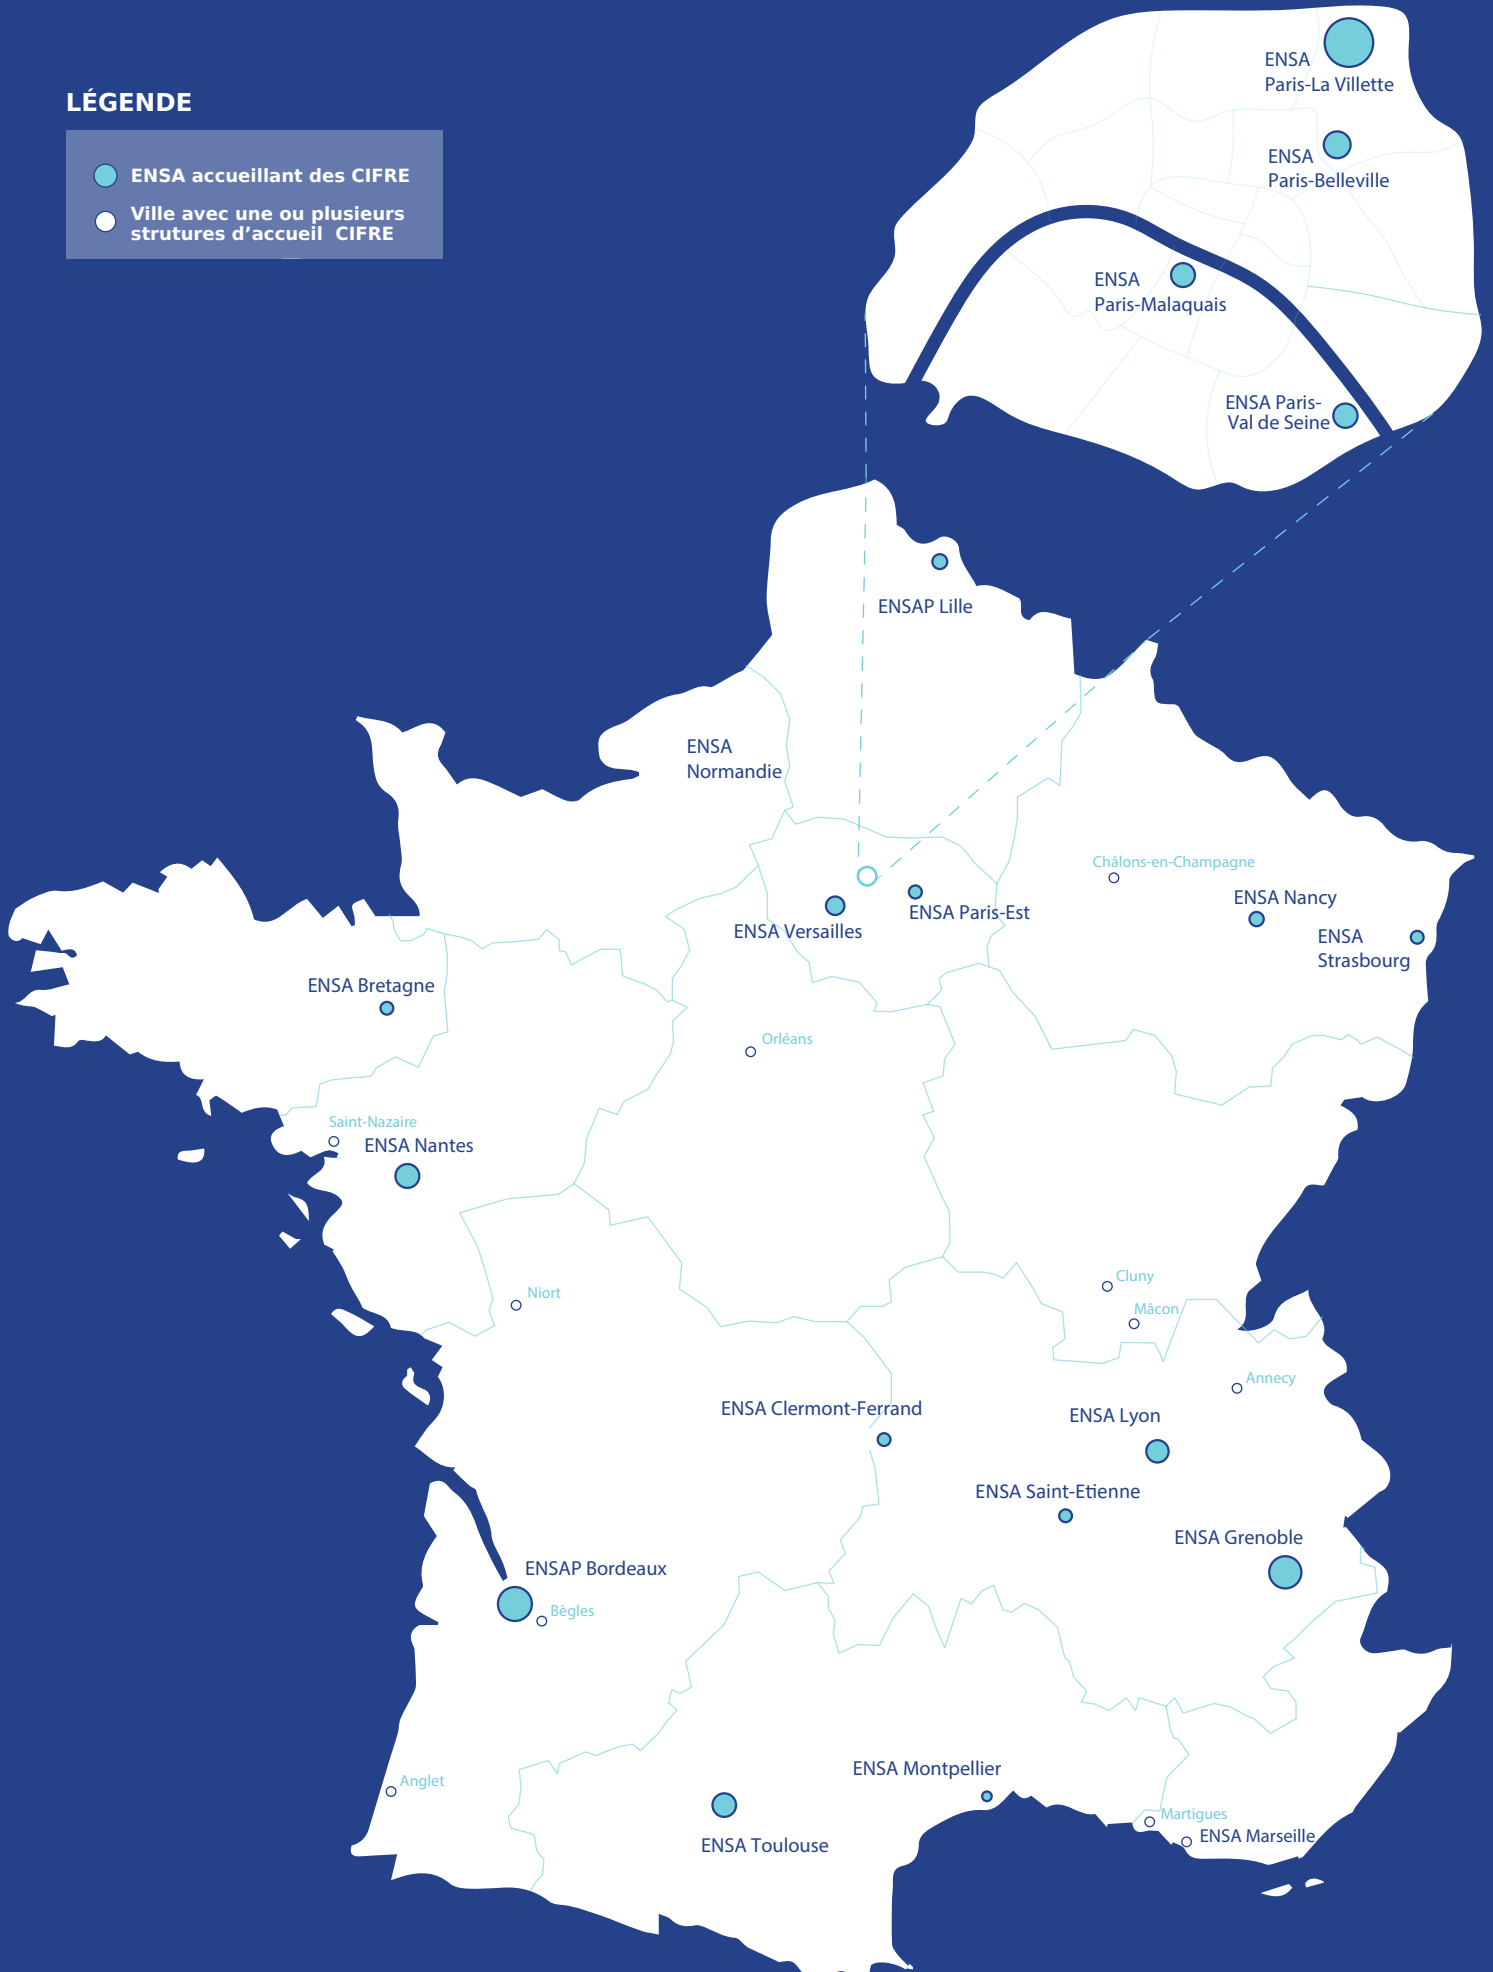 LÉGENDE
ENSA accueillant des CIFRE
Ville avec une ou plusieurs
strutures d’accueil CIFRE
ENSA
Paris-La Villette
ENSA
Paris-Belleville
ENSA
Paris-Malaquais
ENSA Paris-
Val de Seine
ENSAP Lille
ENSA
Normandie
Châlons-en-Champagne
ENSA Nancy
ENSA
Strasbourg
ENSA Paris-Est
ENSA Versailles
ENSA Bretagne
Orléans
Saint-Nazaire
ENSA Nantes
Niort
Cluny
Mâcon
Annecy
ENSA Clermont-Ferrand
ENSA Lyon
ENSA Saint-Etienne
ENSA Grenoble
ENSAP Bordeaux
Bègles
ENSA Montpellier
Anglet
Martigues
ENSA Marseille
ENSA Toulouse